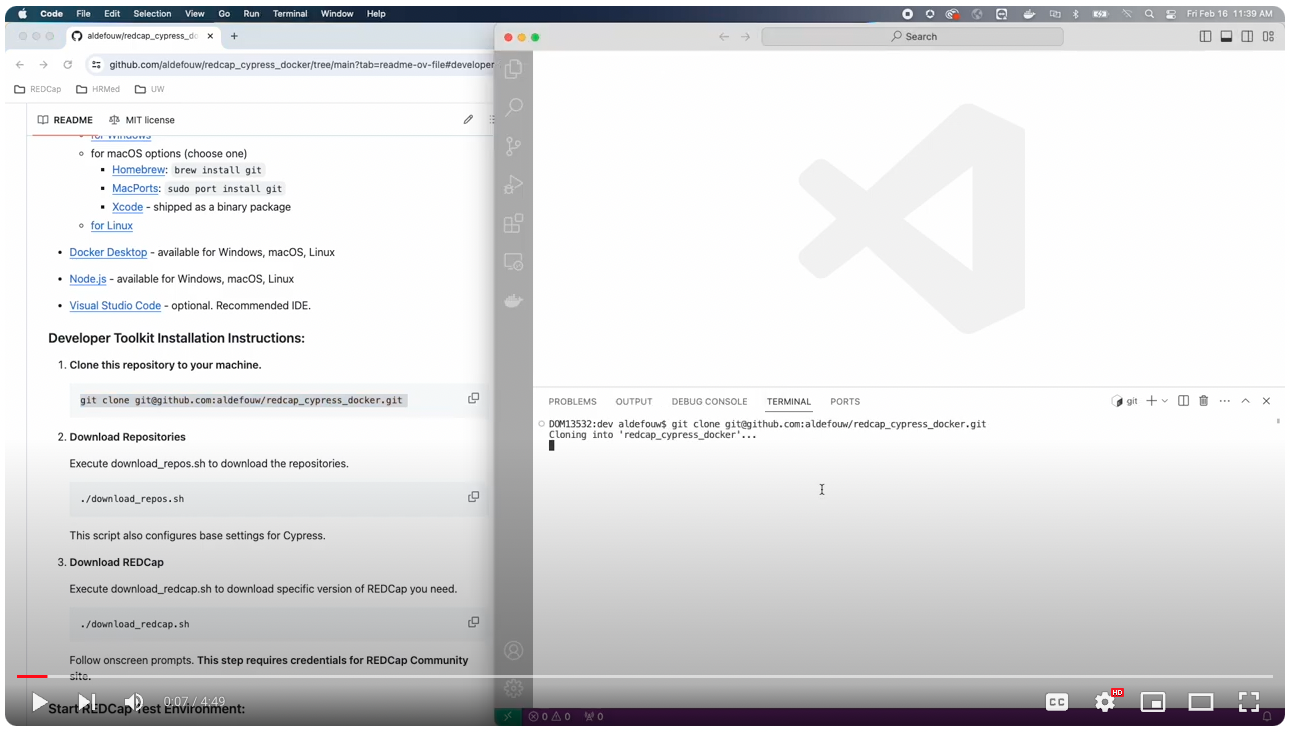 Code File Edit Selection View Go Run Terminal Window Help
Fri Feb 16 11:39 AM
aldefouw/redcap_cypress_do
github.com/aldefouw/redcap_cypress_docker/tree/main?tab=readme-ov-file#developer
REDCap HRMed UW
README MIT license
for Windows
for macOS options (choose one)
Homebrew: brew install git
MacPorts: sudo port install git
Xcode - shipped as a binary package
for Linux
Docker Desktop - available for Windows, macOS, Linux
Node.js - available for Windows, macOS, Linux
Visual Studio Code - optional. Recommended IDE.
Developer Toolkit Installation Instructions:
1. Clone this repository to your machine.
git clone git@github.com:aldefouw/redcap_cypress_docker.git
2. Download Repositories
Execute download_repos.sh to download the repositories.
./download_repos.sh
This script also configures base settings for Cypress.
3. Download REDCap
Execute download_redcap.sh to download specific version of REDCap you need.
./download_redcap.sh
Follow onscreen prompts. This step requires credentials for REDCap Community
site.
Start REDCap Test Environment:
Search
PROBLEMS OUTPUT DEBUG CONSOLE TERMINAL PORTS
git
DOM13532:dev aldefouw$ git clone git@github.com:aldefouw/redcap_cypress_docker.git
Cloning into 'redcap_cypress_docker'...
0 0 0
0:07 / 4:49
CC HD